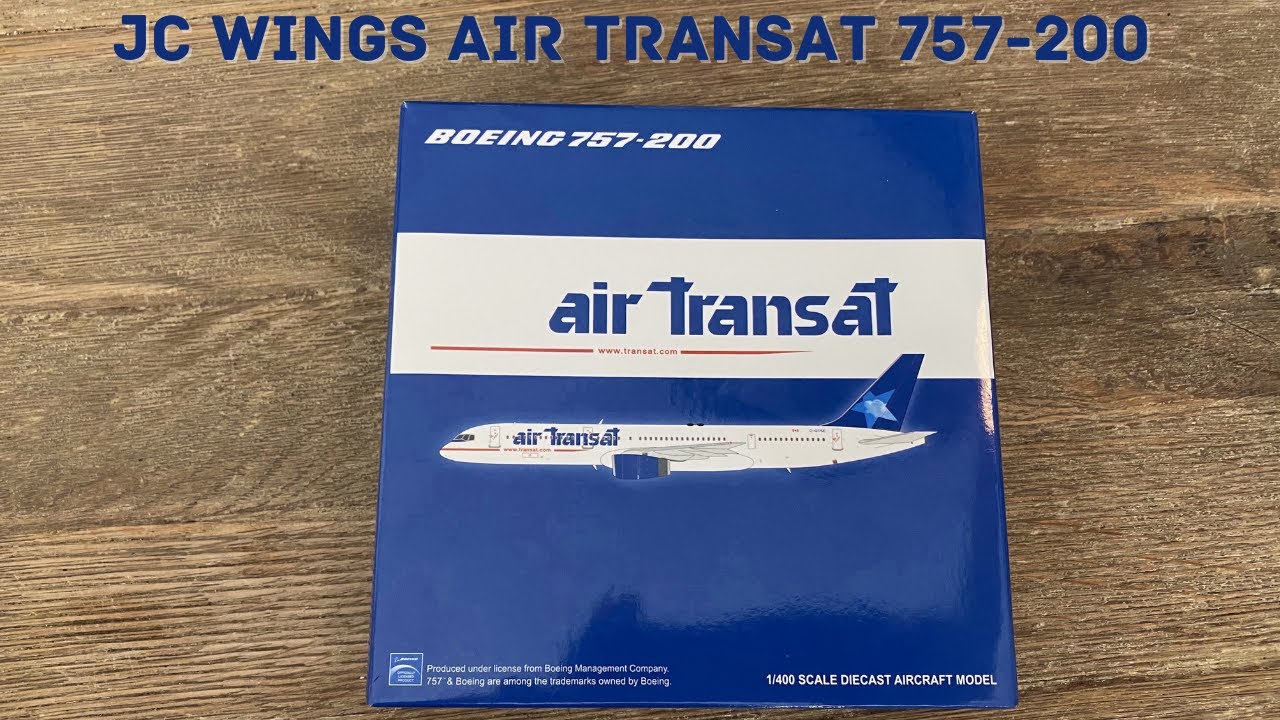 JC WINGS AIR TRANSAT 757-200
BOEING 757-200
air Transat
www.transat.com
air Transat
www.transat.com
BOEING
Produced under license from Boeing Management Company.
757™ & Boeing are among the trademarks owned by Boeing.
1/400 SCALE DIECAST AIRCRAFT MODEL